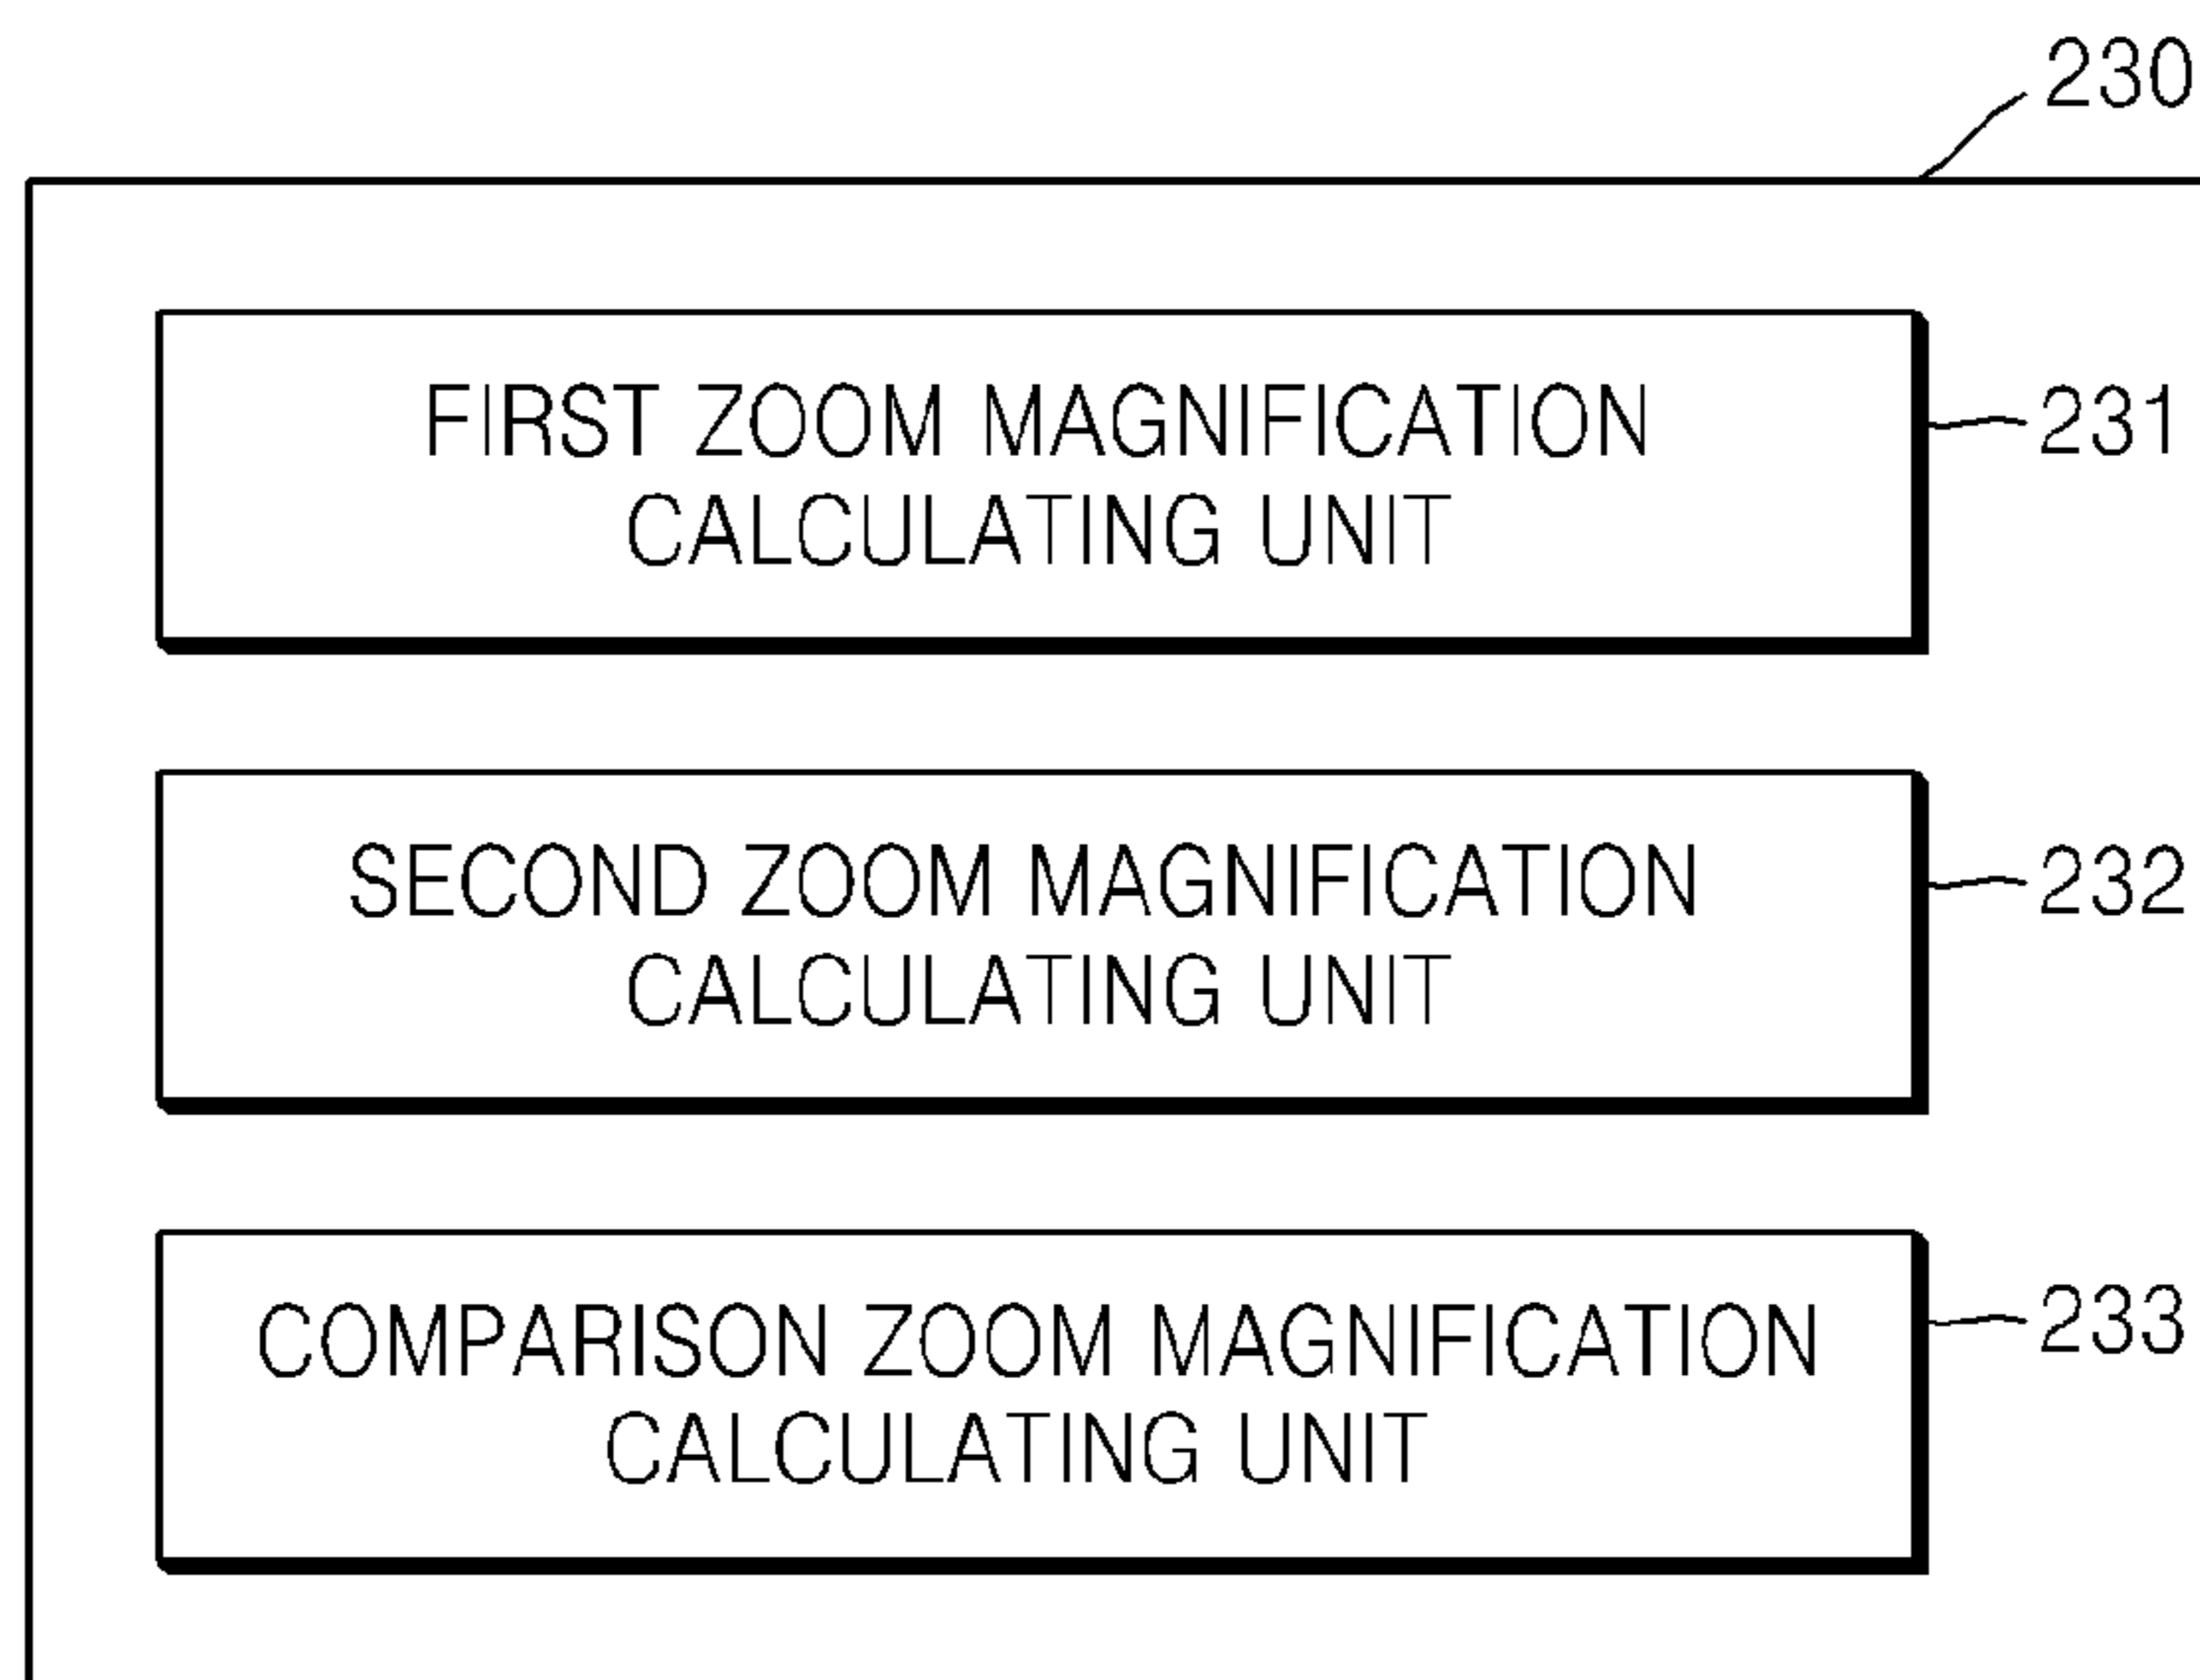 230
FIRST ZOOM MAGNIFICATION
CALCULATING UNIT
231
SECOND ZOOM MAGNIFICATION
CALCULATING UNIT
232
COMPARISON ZOOM MAGNIFICATION
CALCULATING UNIT
233